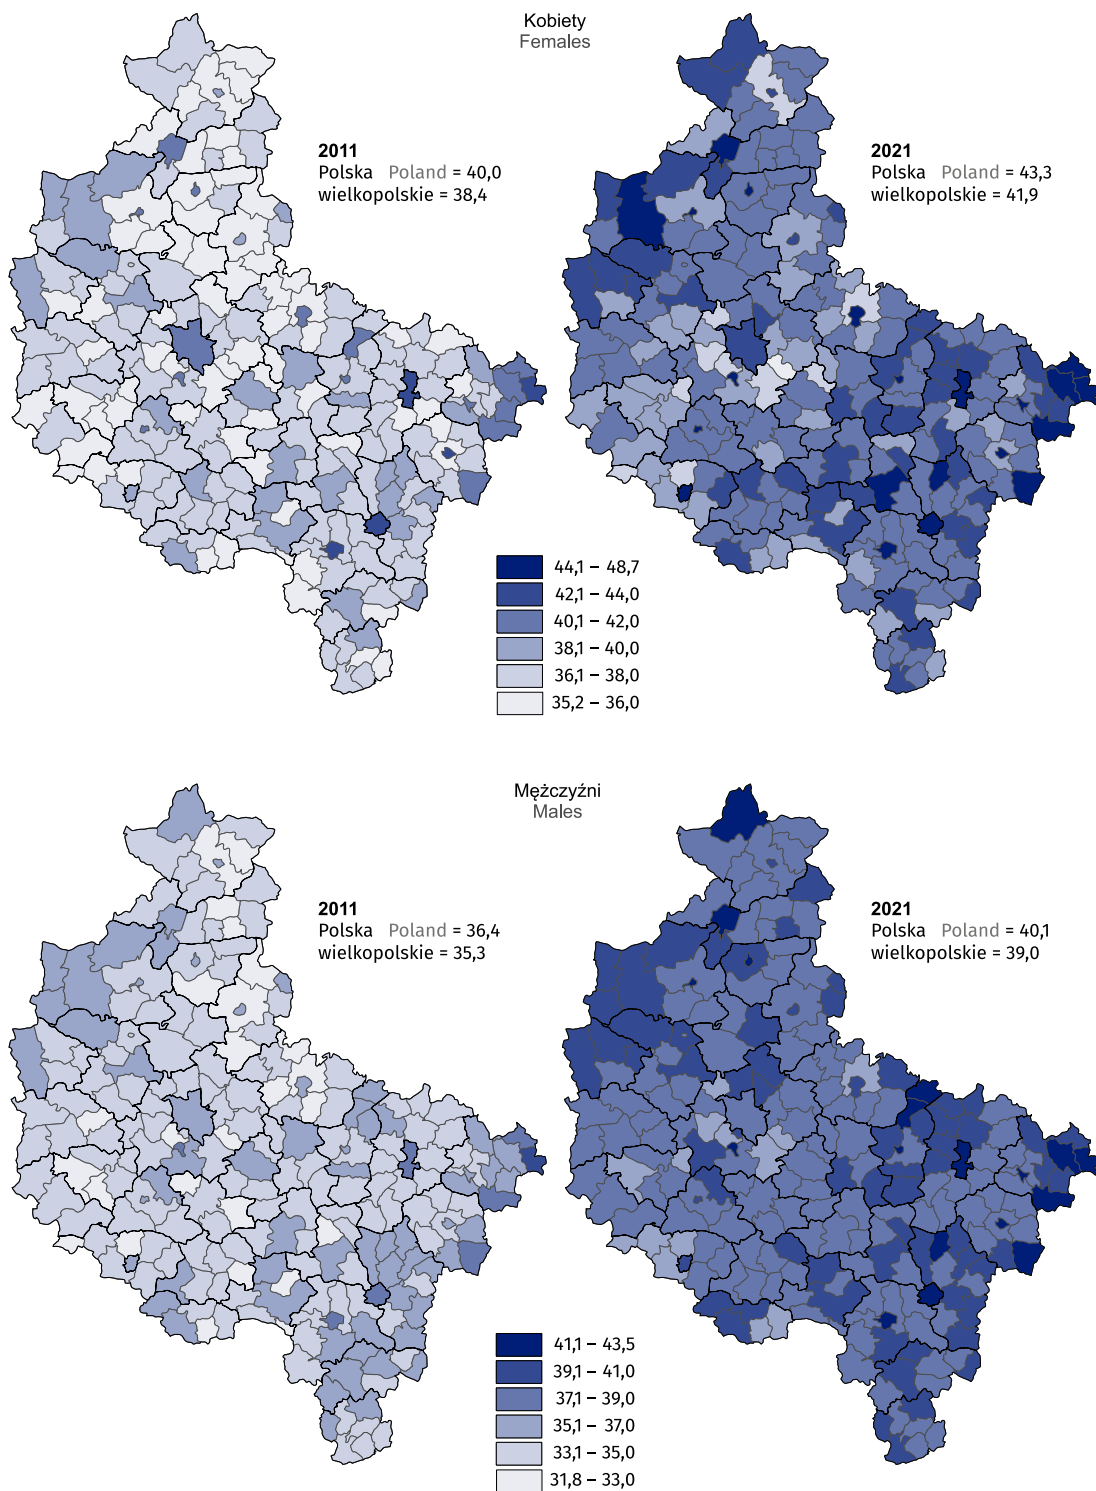 Kobiety
Females
2011
Polska Poland = 40,0
wielkopolskie = 38,4
2021
Polska Poland = 43,3
wielkopolskie = 41,9
44,1 – 48,7
42,1 – 44,0
40,1 – 42,0
38,1 – 40,0
36,1 – 38,0
35,2 – 36,0
Mężczyźni
Males
2011
Polska Poland = 36,4
wielkopolskie = 35,3
2021
Polska Poland = 40,1
wielkopolskie = 39,0
41,1 – 43,5
39,1 – 41,0
37,1 – 39,0
35,1 – 37,0
33,1 – 35,0
31,8 – 33,0